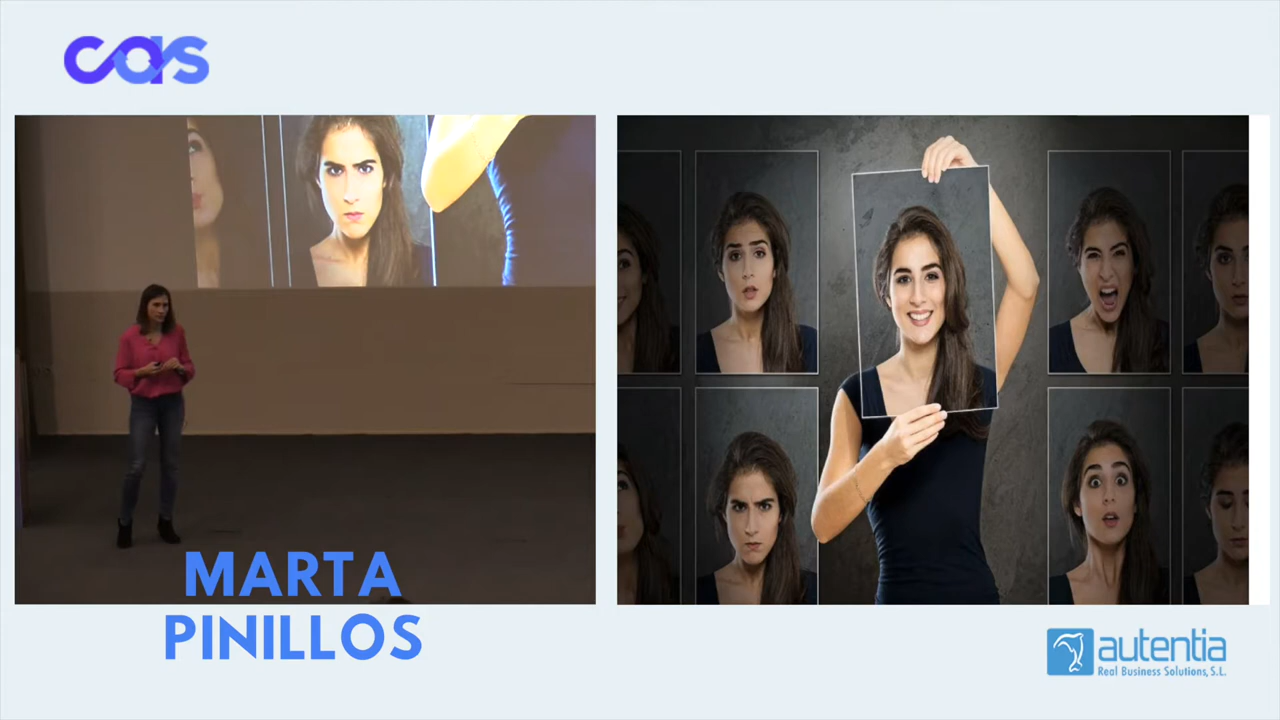 cas
MARTA
PINILLOS
autentia
Real Business Solutions, S.L.